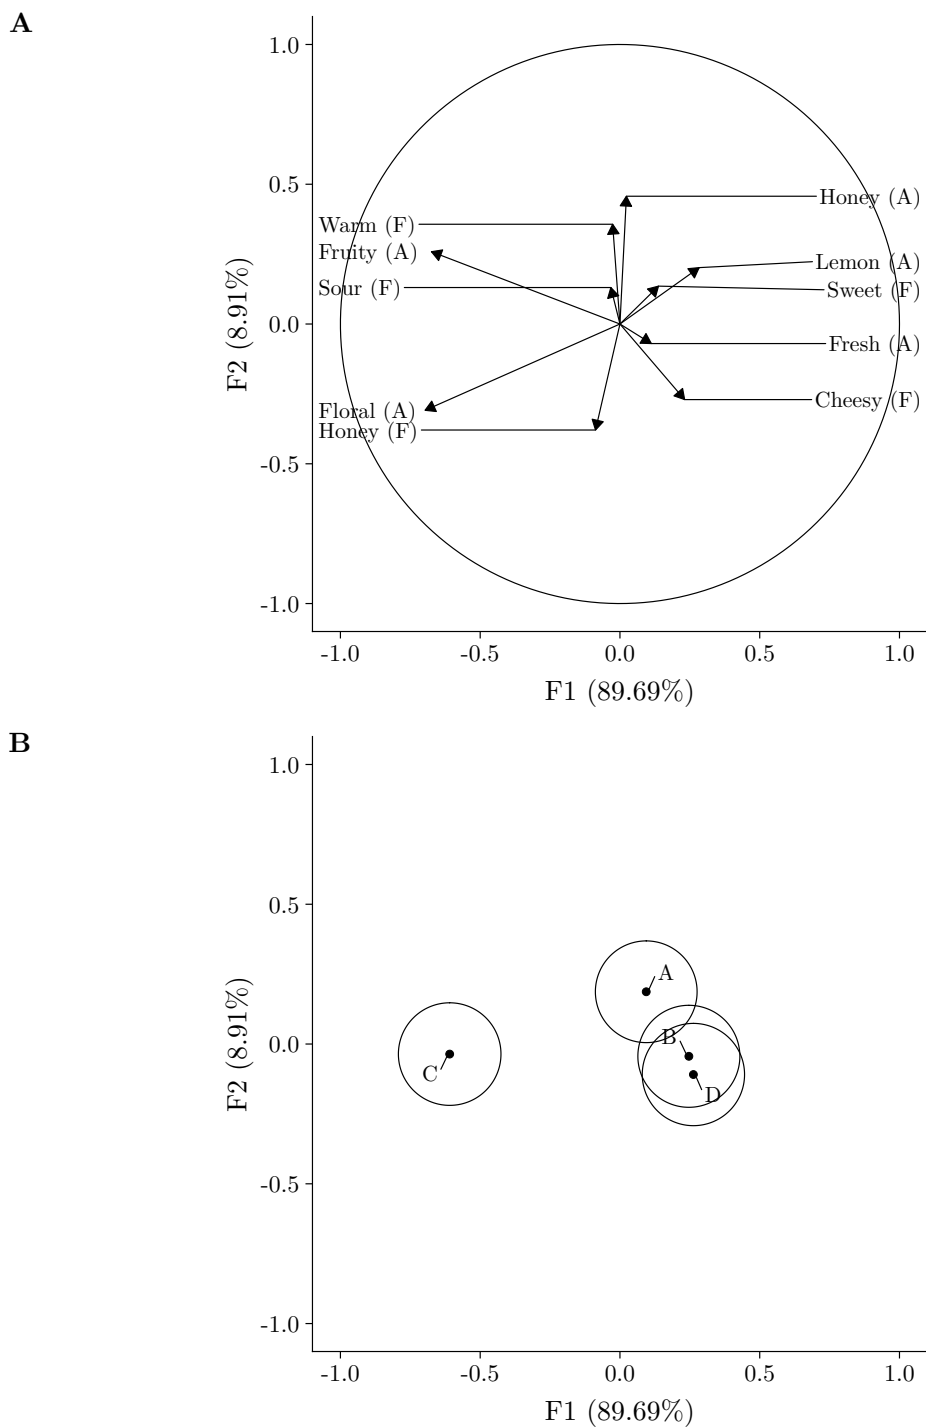 A
1.0
0.5
0.0
-0.5
-1.0
F2 (8.91%)
Honey (A)
Warm (F)
Fruity (A)
Lemon (A)
Sour (F)
Sweet (F)
Fresh (A)
Cheesy (F)
Floral (A)
Honey (F)
-1.0 -0.5 0.0 0.5 1.0
F1 (89.69%)
B
1.0
0.5
0.0
-0.5
-1.0
F2 (8.91%)
A
B
C
D
-1.0 -0.5 0.0 0.5 1.0
F1 (89.69%)